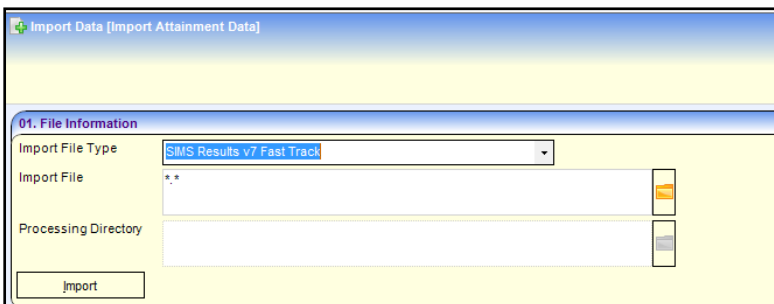 Import Data [Import Attainment Data]
01. File Information
Import File Type
SIMS Results v7 Fast Track
Import File
*.*
Processing Directory
Import